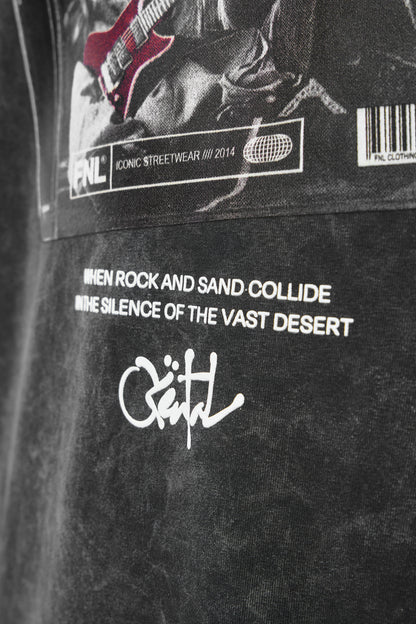 FNL® ICONIC STREETWEAR //// 2014
FNL CLOTHING
WHEN ROCK AND SAND COLLIDE
IN THE SILENCE OF THE VAST DESERT